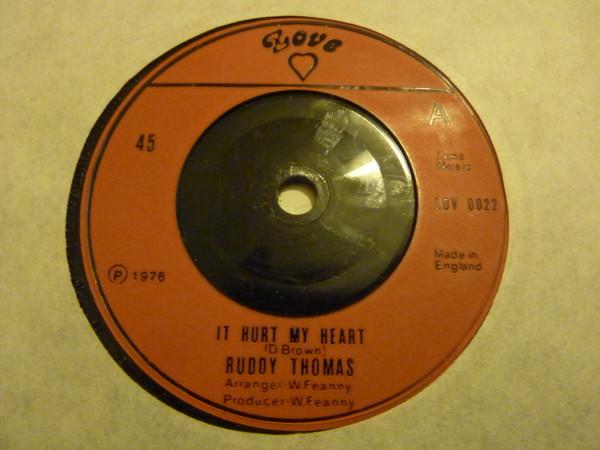 Love
A
45
Music
LOV 0022
Made in
England
℗ 1976
IT HURT MY HEART
(D. Brown)
RUDDY THOMAS
Arranger-W.Feanny
Producer-W.Feanny